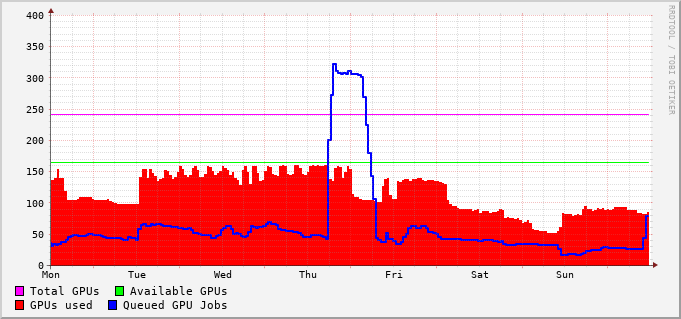 400
350
300
250
200
150
100
50
0
Mon Tue Wed Thu Fri Sat Sun
Total GPUs Available GPUs
GPUs used Queued GPU Jobs
RRDTOOL / TOBI OETIKER